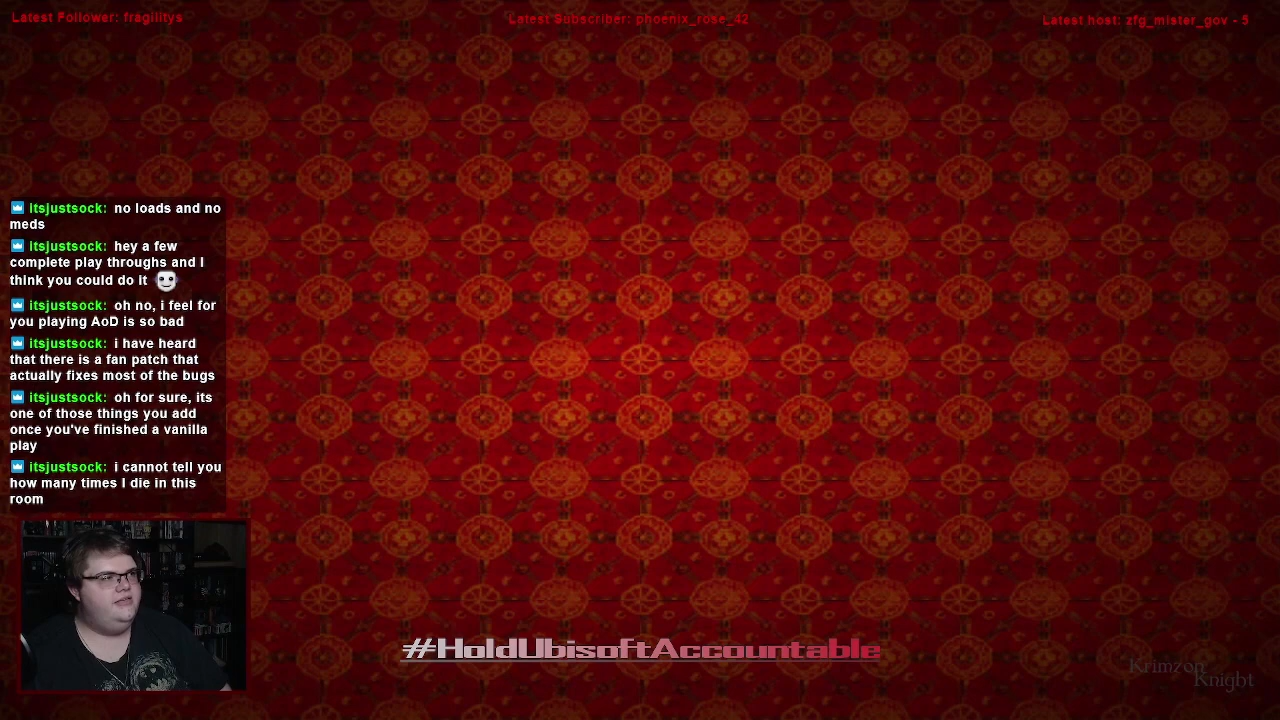 Latest Follower: fragilitys
Latest Subscriber: phoenix_rose_42
Latest host: zfg_mister_gov - 5
itsjustsock: no loads and no
meds
itsjustsock: hey a few
complete play throughs and I
think you could do it
itsjustsock: oh no, i feel for
you playing AoD is so bad
itsjustsock: i have heard
that there is a fan patch that
actually fixes most of the bugs
itsjustsock: oh for sure, its
one of those things you add
once you've finished a vanilla
play
itsjustsock: i cannot tell you
how many times I die in this
room
#HoldUbisoftAccountable
Krimzon
Knight